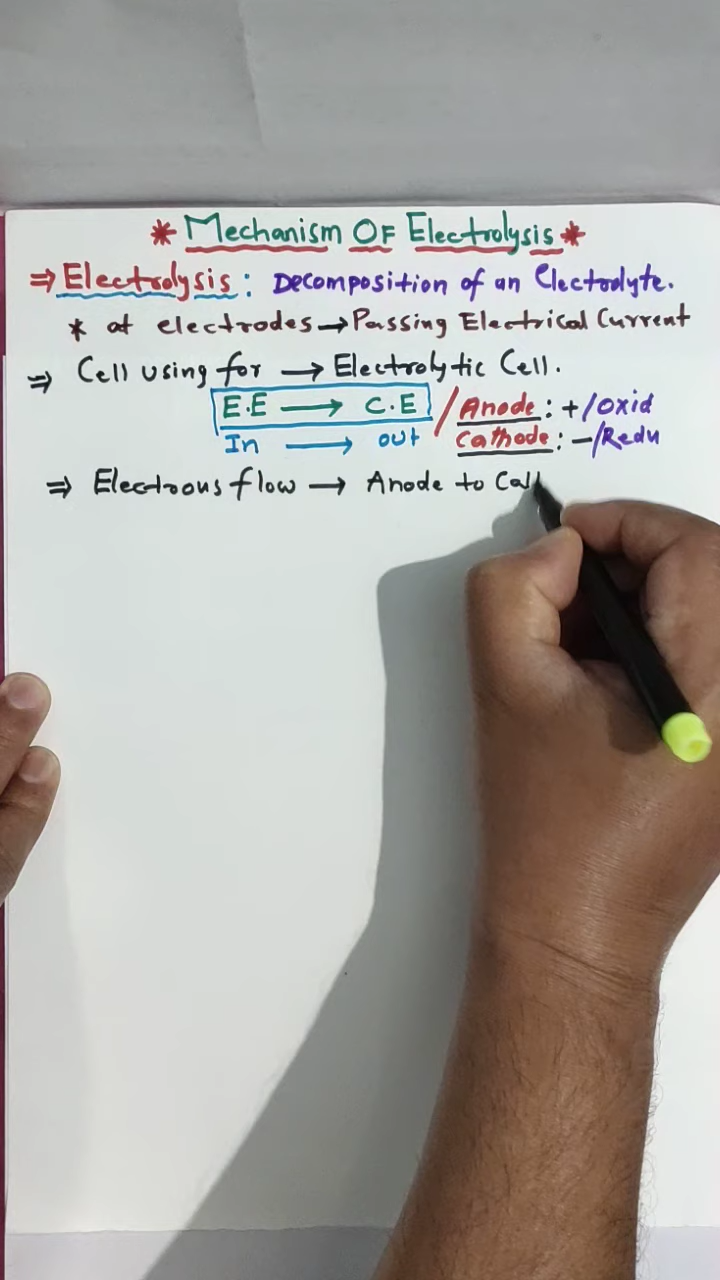 * Mechanism OF Electrolysis *
⇒ Electrolysis: Decomposition of an Electrolyte.
* at electrodes → Passing Electrical Current
⇒ Cell using for → Electrolytic Cell.
E.E → C.E / Anode: +/Oxid
In → out Cathode: -/Redu
⇒ Electrons flow → Anode to Cat